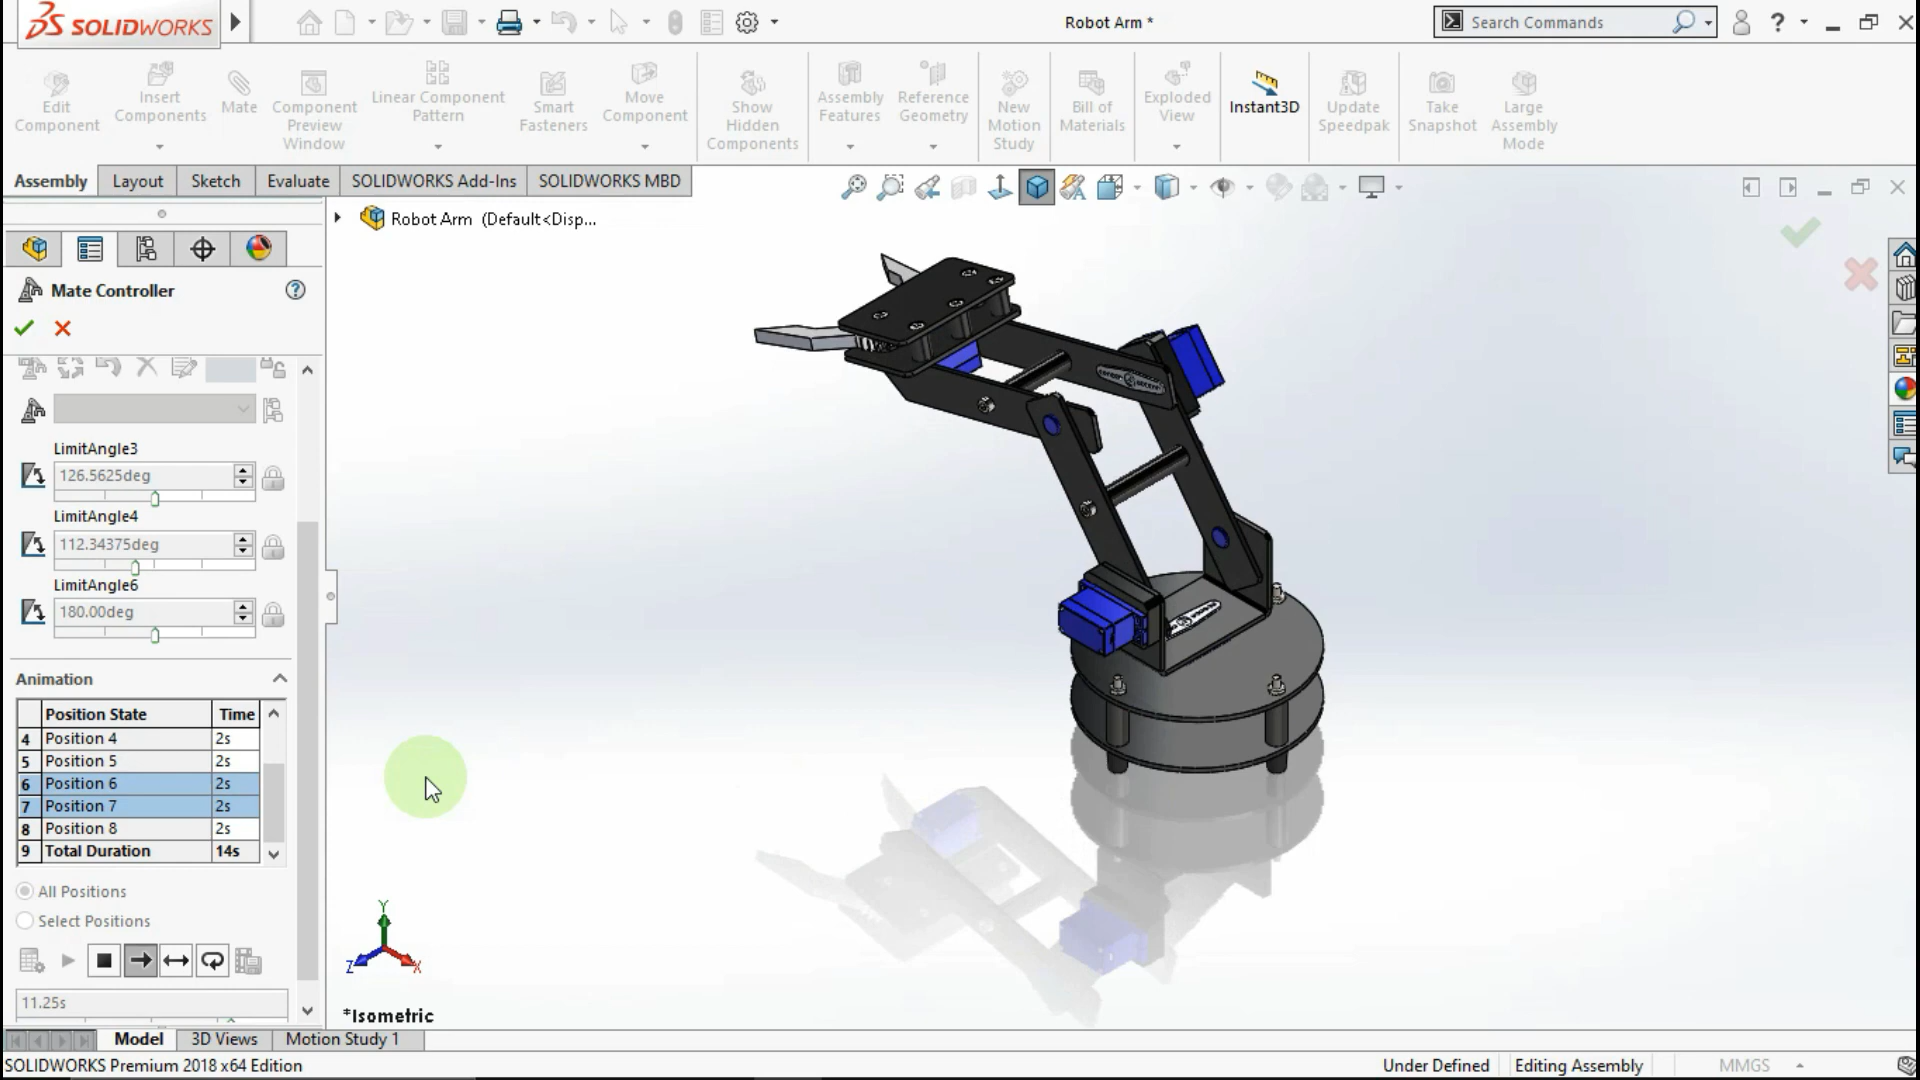 SOLIDWORKS
Robot Arm *
Search Commands
?
Edit Component
Insert Components
Mate
Component Preview Window
Linear Component Pattern
Smart Fasteners
Move Component
Show Hidden Components
Assembly Features
Reference Geometry
New Motion Study
Bill of Materials
Exploded View
Instant3D
Update Speedpak
Take Snapshot
Large Assembly Mode
Assembly
Layout
Sketch
Evaluate
SOLIDWORKS Add-Ins
SOLIDWORKS MBD
Robot Arm (Default<Disp...
Mate Controller
?
LimitAngle3
126.5625deg
LimitAngle4
112.34375deg
LimitAngle6
180.00deg
Animation
Position State Time
4 Position 4 2s
5 Position 5 2s
6 Position 6 2s
7 Position 7 2s
8 Position 8 2s
9 Total Duration 14s
All Positions
Select Positions
11.25s
Y
Z
X
*Isometric
Model
3D Views
Motion Study 1
SOLIDWORKS Premium 2018 x64 Edition
Under Defined
Editing Assembly
MMGS